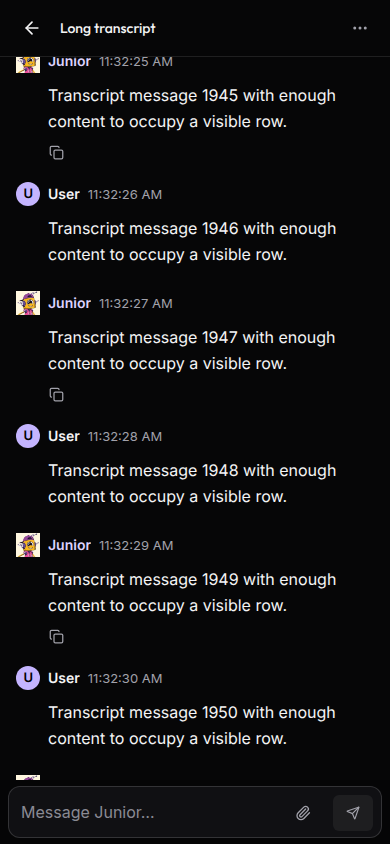 Long transcript
Junior 11:32:25 AM
Transcript message 1945 with enough
content to occupy a visible row.
U User 11:32:26 AM
Transcript message 1946 with enough
content to occupy a visible row.
Junior 11:32:27 AM
Transcript message 1947 with enough
content to occupy a visible row.
U User 11:32:28 AM
Transcript message 1948 with enough
content to occupy a visible row.
Junior 11:32:29 AM
Transcript message 1949 with enough
content to occupy a visible row.
U User 11:32:30 AM
Transcript message 1950 with enough
content to occupy a visible row.
Message Junior...